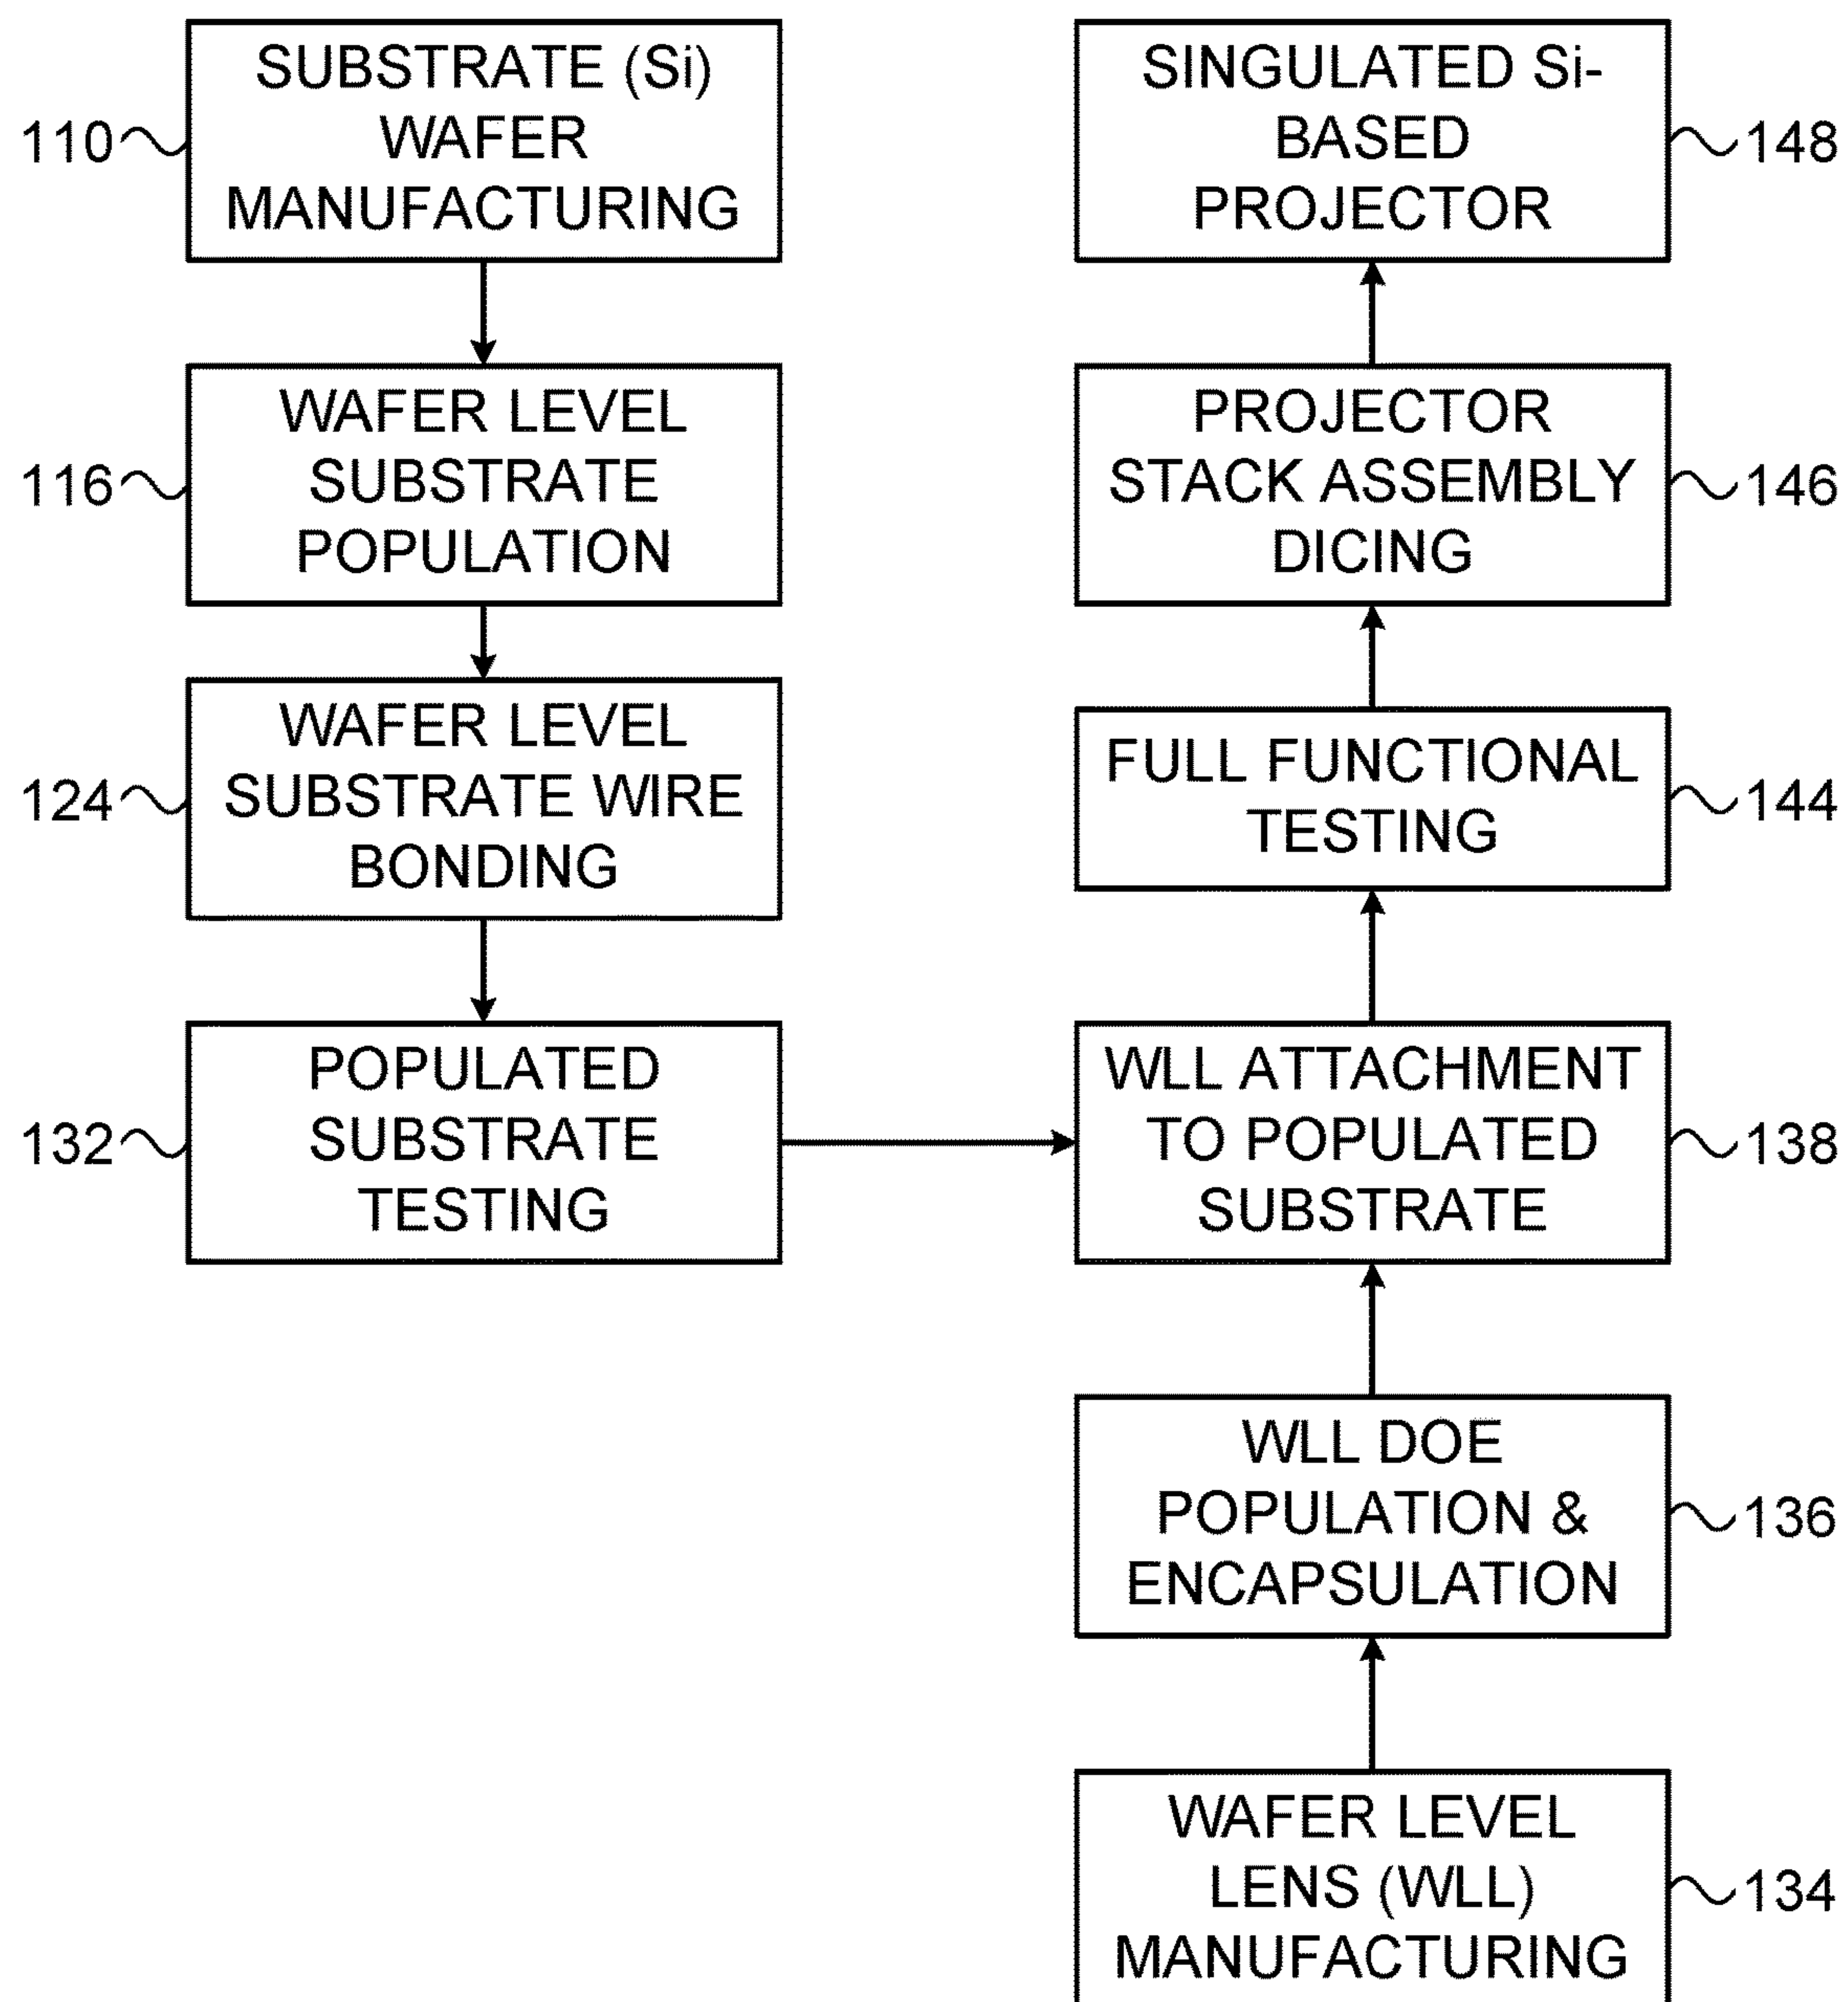 110
SUBSTRATE (Si)
WAFER
MANUFACTURING
116
WAFER LEVEL
SUBSTRATE
POPULATION
124
WAFER LEVEL
SUBSTRATE WIRE
BONDING
132
POPULATED
SUBSTRATE
TESTING
SINGULATED Si-
BASED
PROJECTOR
148
PROJECTOR
STACK ASSEMBLY
DICING
146
FULL FUNCTIONAL
TESTING
144
WLL ATTACHMENT
TO POPULATED
SUBSTRATE
138
WLL DOE
POPULATION &
ENCAPSULATION
136
WAFER LEVEL
LENS (WLL)
MANUFACTURING
134